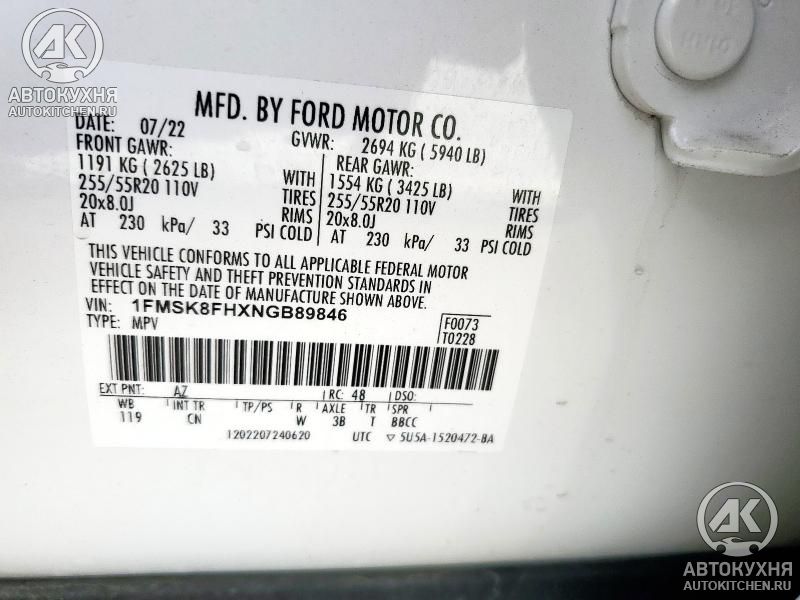 AK
АВТОКУХНЯ
AUTOKITCHEN.RU
MFD. BY FORD MOTOR CO.
DATE: 07/22 GVWR: 2694 KG ( 5940 LB)
FRONT GAWR: REAR GAWR:
1191 KG ( 2625 LB) WITH 1554 KG ( 3425 LB) WITH
255/55R20 110V TIRES 255/55R20 110V TIRES
20x8.0J RIMS 20x8.0J RIMS
AT 230 kPa/ 33 PSI COLD AT 230 kPa/ 33 PSI COLD
THIS VEHICLE CONFORMS TO ALL APPLICABLE FEDERAL MOTOR
VEHICLE SAFETY AND THEFT PREVENTION STANDARDS IN
EFFECT ON THE DATE OF MANUFACTURE SHOWN ABOVE.
VIN: 1FMSK8FHXNGB89846 F0073
TYPE: MPV T0228
EXT PNT: AZ RC: 48 DSO:
WB INT TR TP/PS R AXLE TR SPR
119 CN W 3B T BBCC
1202207240620 UTC ▽ 5U5A-1520472-BA
AK
АВТОКУХНЯ
AUTOKITCHEN.RU